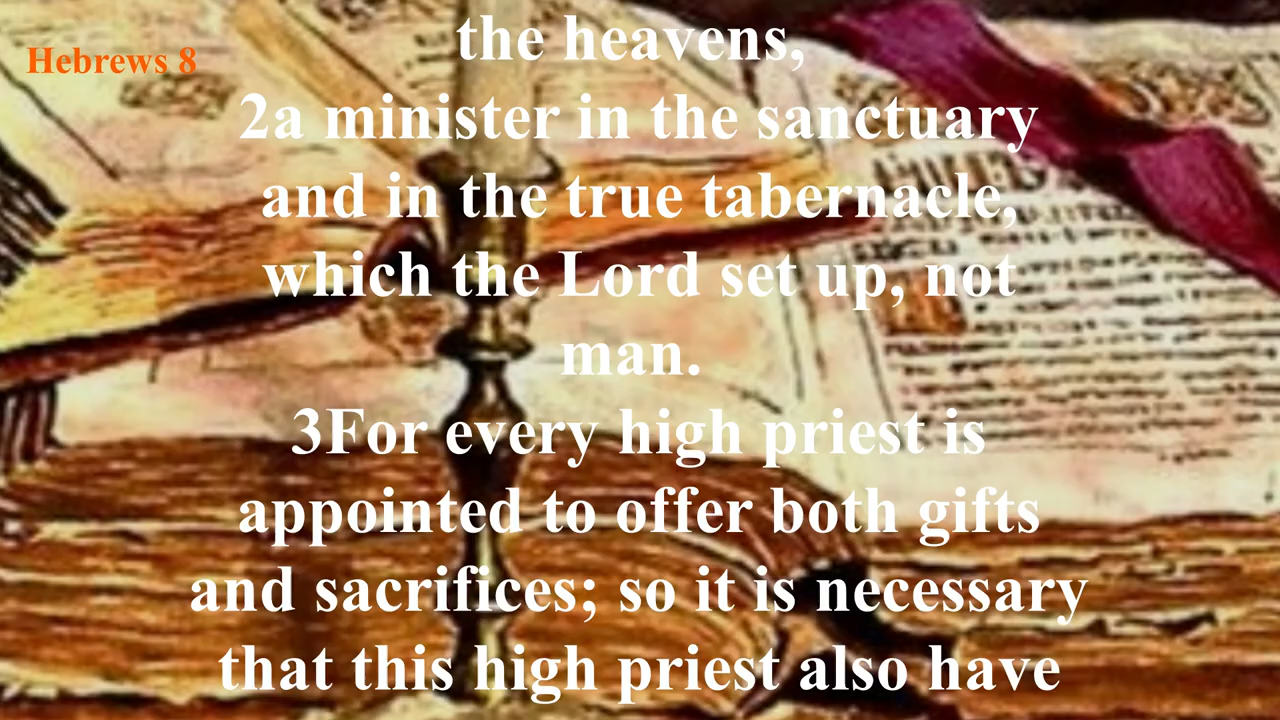 Hebrews 8
the heavens,
2a minister in the sanctuary
and in the true tabernacle,
which the Lord set up, not
man.
3For every high priest is
appointed to offer both gifts
and sacrifices; so it is necessary
that this high priest also have